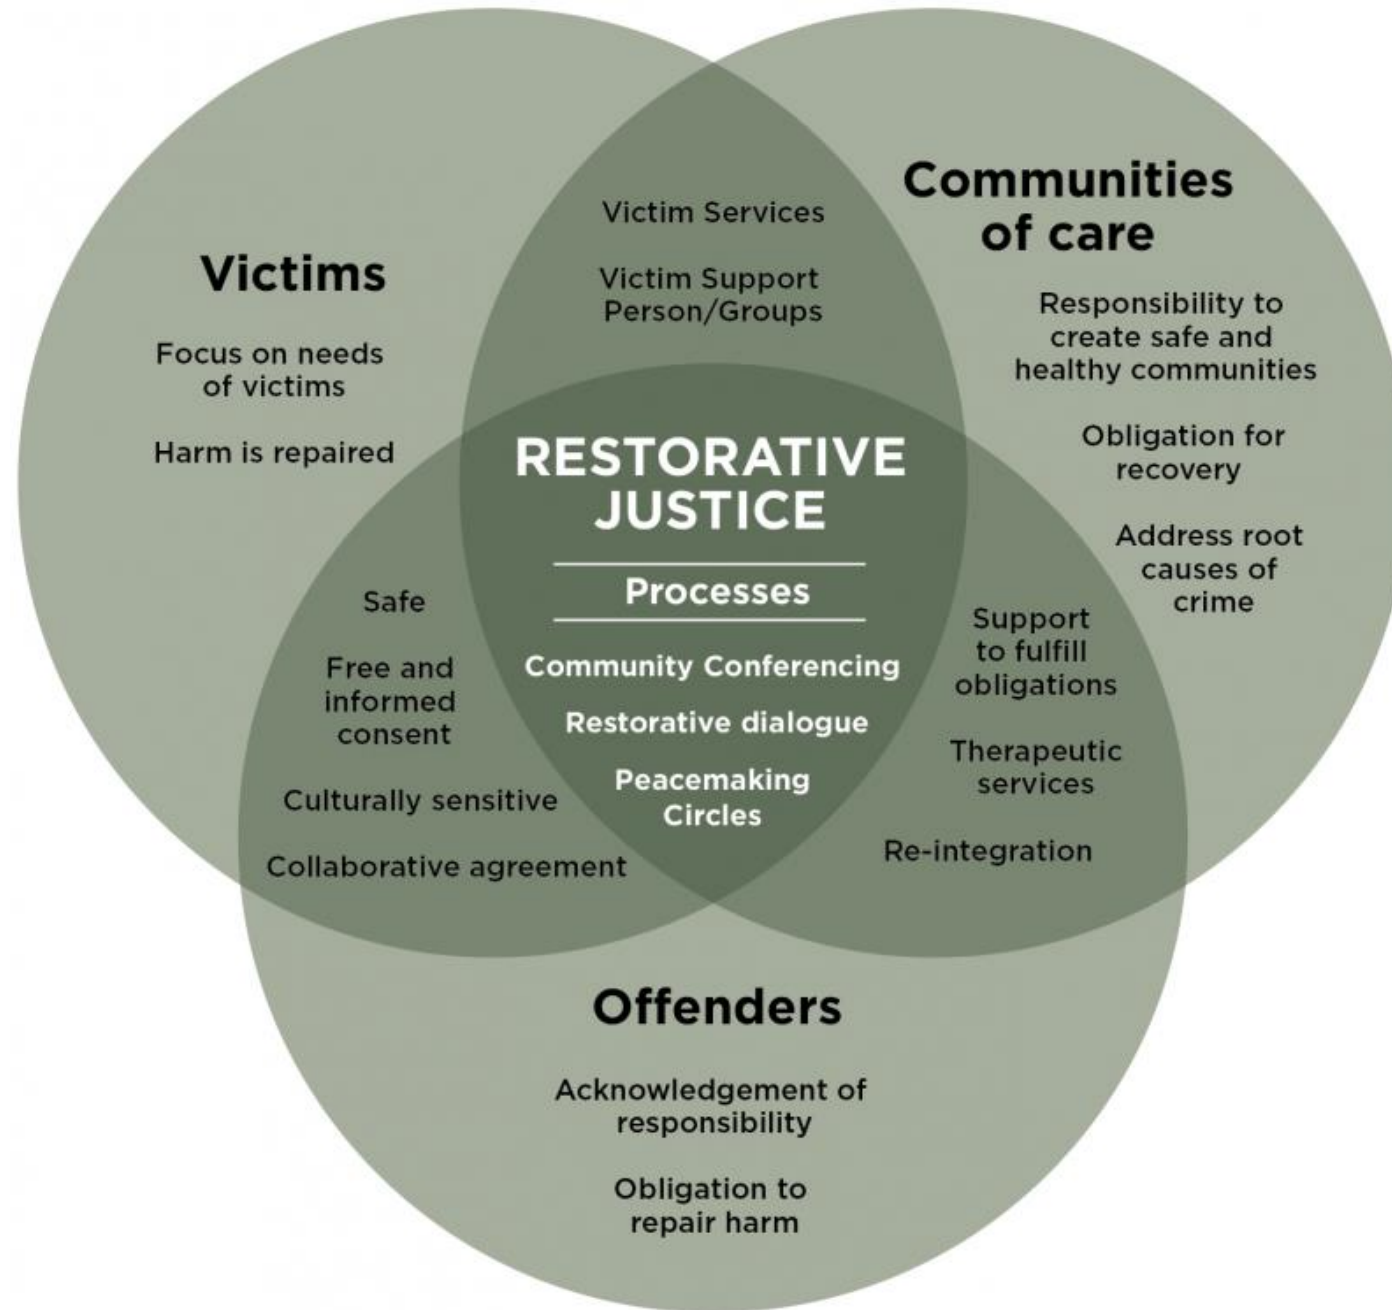 Victims
Focus on needs
of victims
Harm is repaired
Victim Services
Victim Support
Person/Groups
Communities
of care
Responsibility to
create safe and
healthy communities
Obligation for
recovery
Address root
causes of
crime
RESTORATIVE
JUSTICE
Processes
Community Conferencing
Restorative dialogue
Peacemaking
Circles
Safe
Free and
informed
consent
Culturally sensitive
Collaborative agreement
Support
to fulfill
obligations
Therapeutic
services
Re-integration
Offenders
Acknowledgement of
responsibility
Obligation to
repair harm